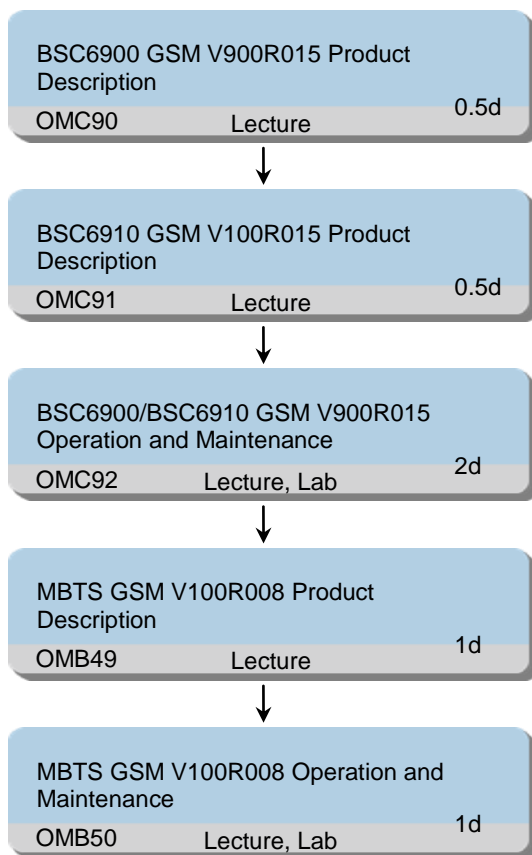 BSC6900 GSM V900R015 Product
Description
0.5d
OMC90 Lecture
BSC6910 GSM V100R015 Product
Description
0.5d
OMC91 Lecture
BSC6900/BSC6910 GSM V900R015
Operation and Maintenance
2d
OMC92 Lecture, Lab
MBTS GSM V100R008 Product
Description
1d
OMB49 Lecture
MBTS GSM V100R008 Operation and
Maintenance
1d
OMB50 Lecture, Lab